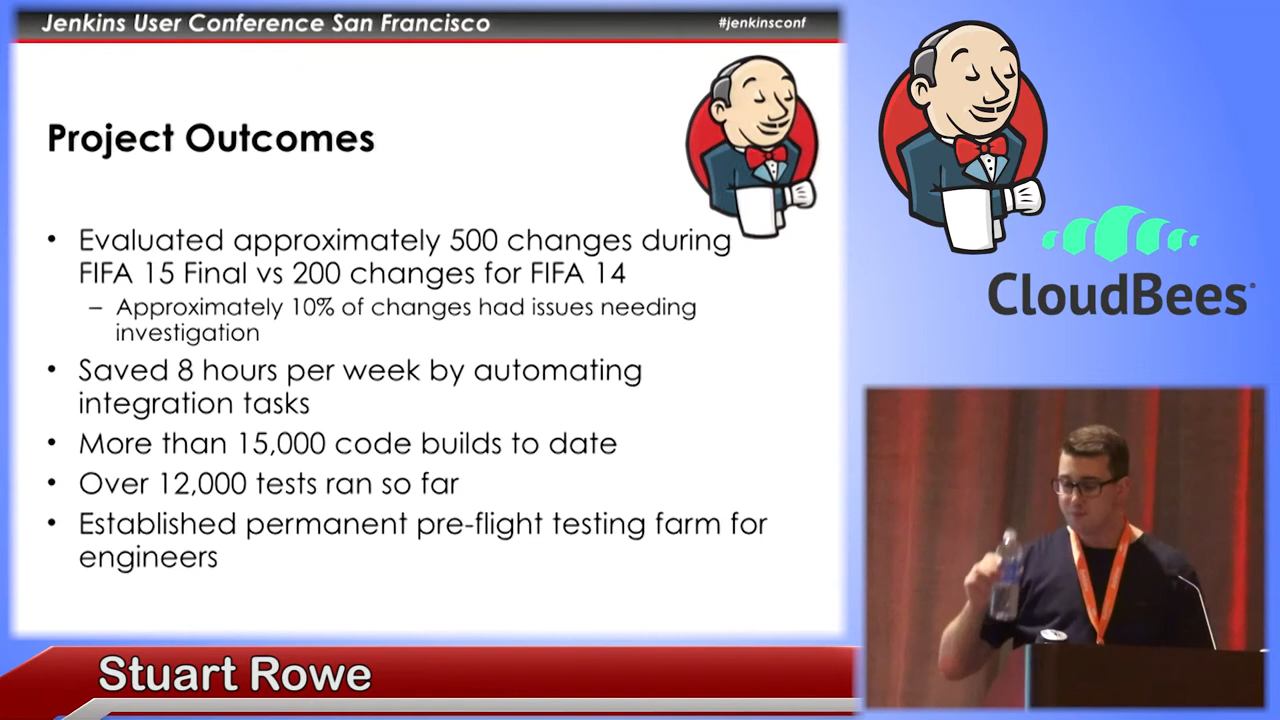 Jenkins User Conference San Francisco
#jenkinsconf
Project Outcomes
• Evaluated approximately 500 changes during
FIFA 15 Final vs 200 changes for FIFA 14
– Approximately 10% of changes had issues needing
investigation
• Saved 8 hours per week by automating
integration tasks
• More than 15,000 code builds to date
• Over 12,000 tests ran so far
• Established permanent pre-flight testing farm for
engineers
CloudBees
Stuart Rowe